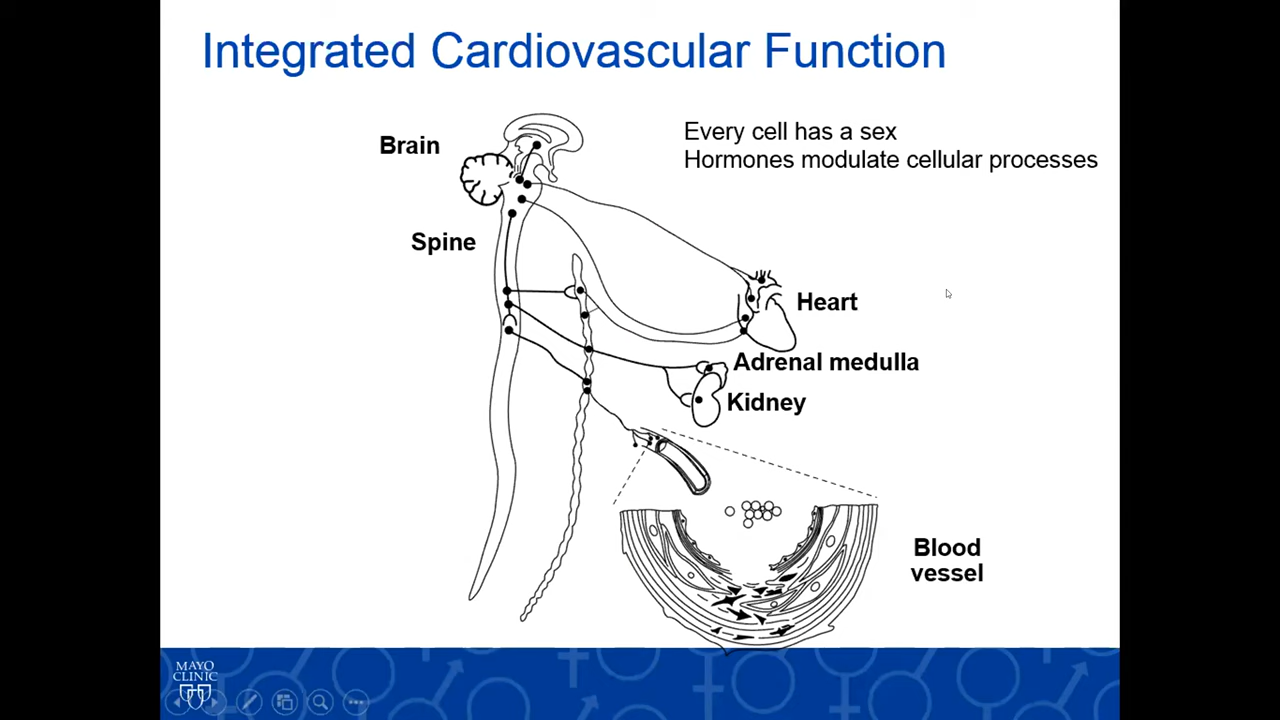 Integrated Cardiovascular Function
Every cell has a sex
Hormones modulate cellular processes
Brain
Spine
Heart
Adrenal medulla
Kidney
Blood
vessel
MAYO
CLINIC